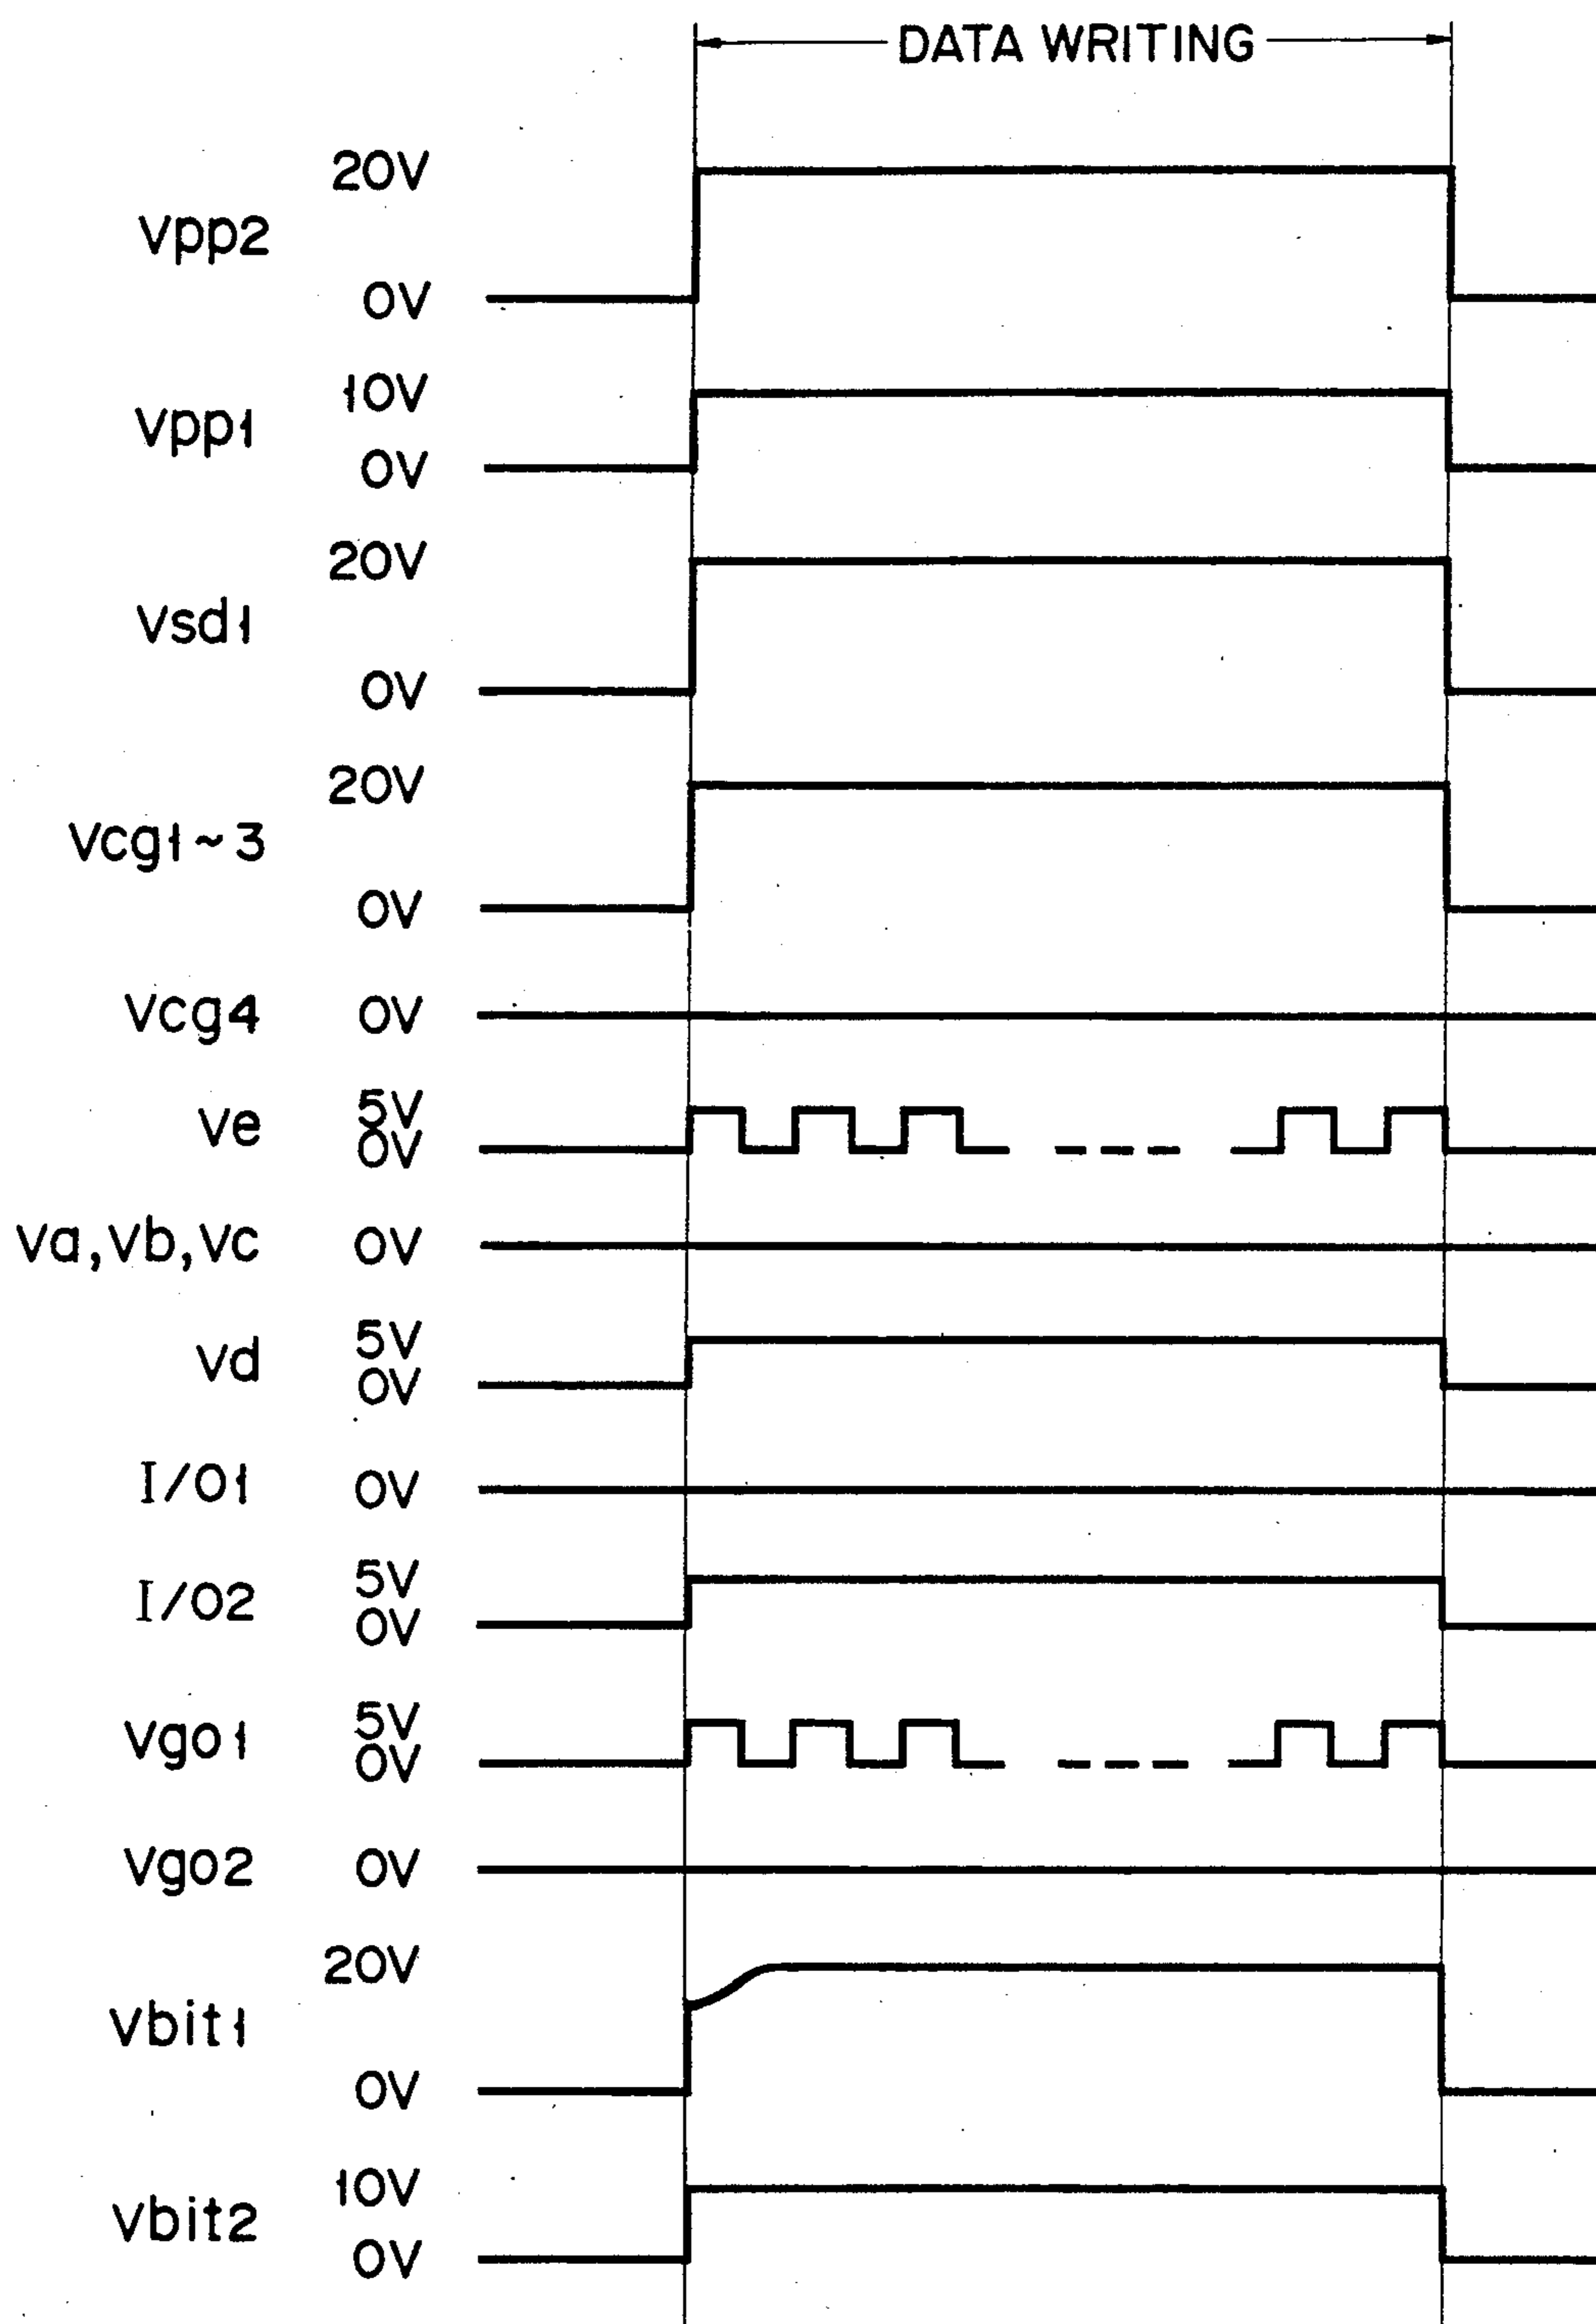 DATA WRITING
20V
Vpp2
0V
10V
Vpp1
0V
20V
Vsd1
0V
20V
Vcg1~3
0V
Vcg4 0V
5V
Ve
0V
Va,Vb,Vc 0V
5V
Vd
0V
I/O1 0V
5V
I/O2
0V
5V
Vgo1
0V
Vgo2 0V
20V
Vbit1
0V
10V
Vbit2
0V